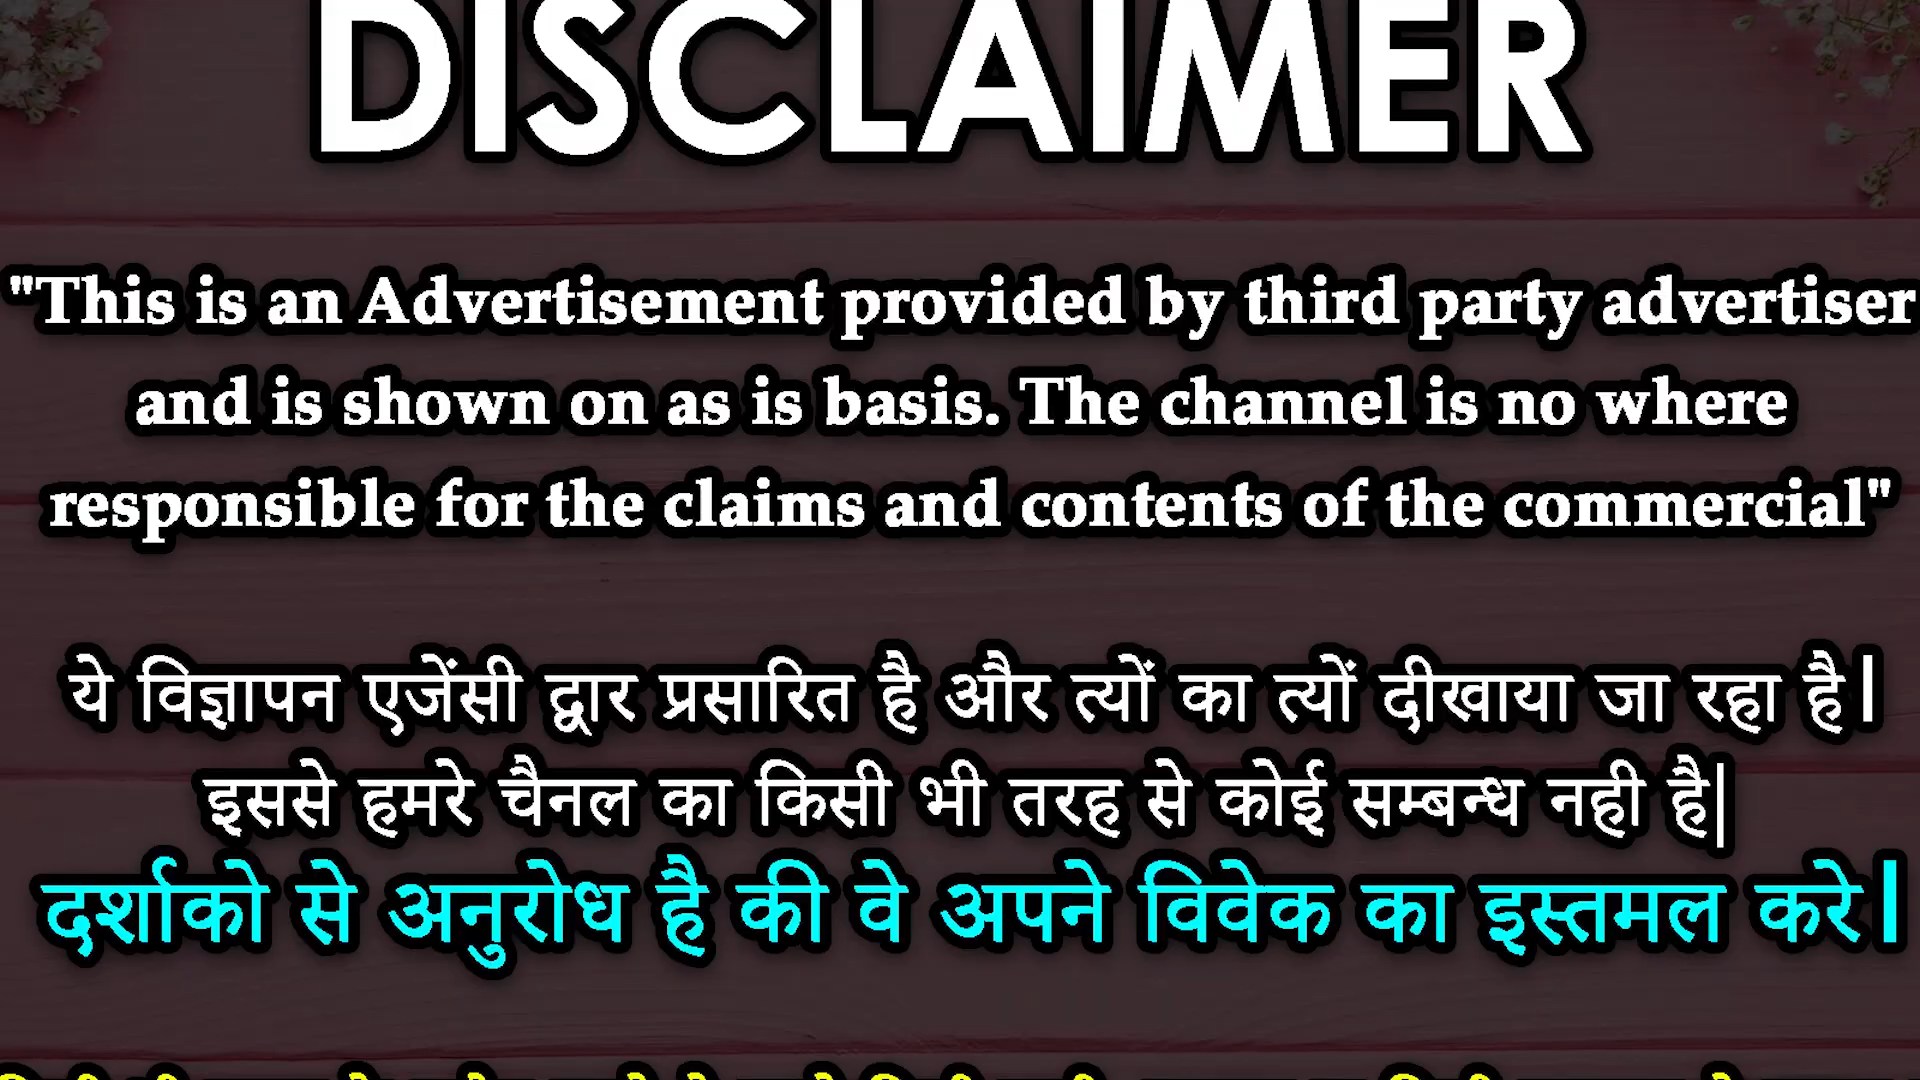 DISCLAIMER
"This is an Advertisement provided by third party advertiser
and is shown on as is basis. The channel is no where
responsible for the claims and contents of the commercial"
ये विज्ञापन एजेंसी द्वार प्रसारित है और त्यों का त्यों दीखाया जा रहा है।
इससे हमरे चैनल का किसी भी तरह से कोई सम्बन्ध नही है|
दर्शाको से अनुरोध है की वे अपने विवेक का इस्तमल करे।